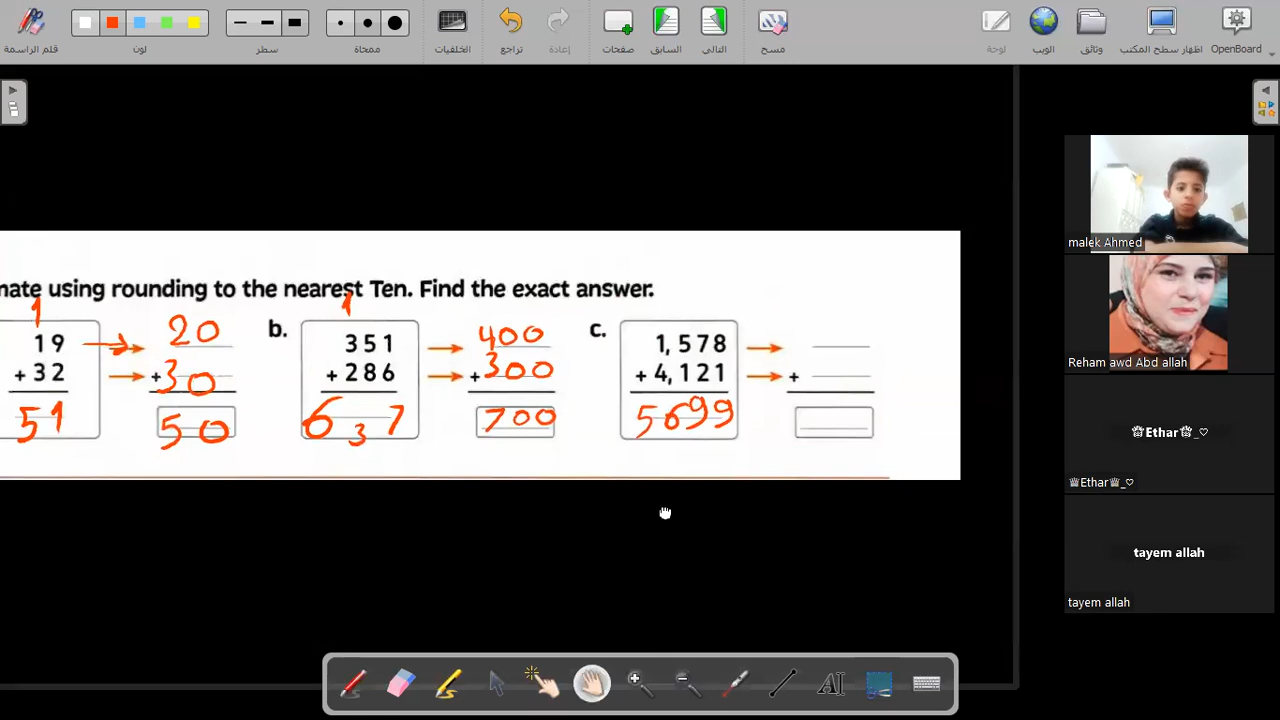 قلم الراسمة
لون
سطر
ممحاة
الخلفيات
تراجع
إعادة
صفحات
السابق
التالي
مسح
لوحة
الويب
وثائق
اظهار سطح المكتب
OpenBoard
mate using rounding to the nearest Ten. Find the exact answer.
1
19
+ 32
51
20
+ 30
50
b.
1
351
+ 286
637
400
+ 300
700
c.
1,578
+ 4,121
5699
+
malek Ahmed
Reham awd Abd allah
♕Ethar♕_♡
♕Ethar♕_♡
tayem allah
tayem allah
AI